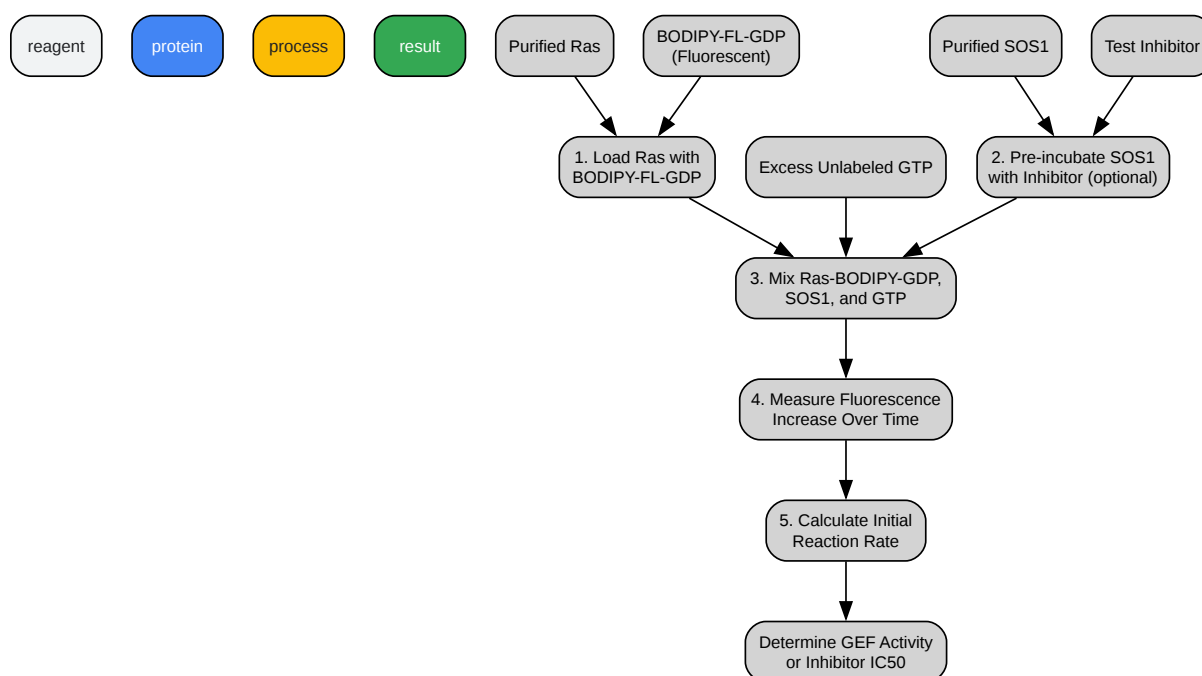 reagent
protein
process
result
Purified Ras
BODIPY-FL-GDP
(Fluorescent)
Purified SOS1
Test Inhibitor
1. Load Ras with
BODIPY-FL-GDP
Excess Unlabeled GTP
2. Pre-incubate SOS1
with Inhibitor (optional)
3. Mix Ras-BODIPY-GDP,
SOS1, and GTP
4. Measure Fluorescence
Increase Over Time
5. Calculate Initial
Reaction Rate
Determine GEF Activity
or Inhibitor IC50